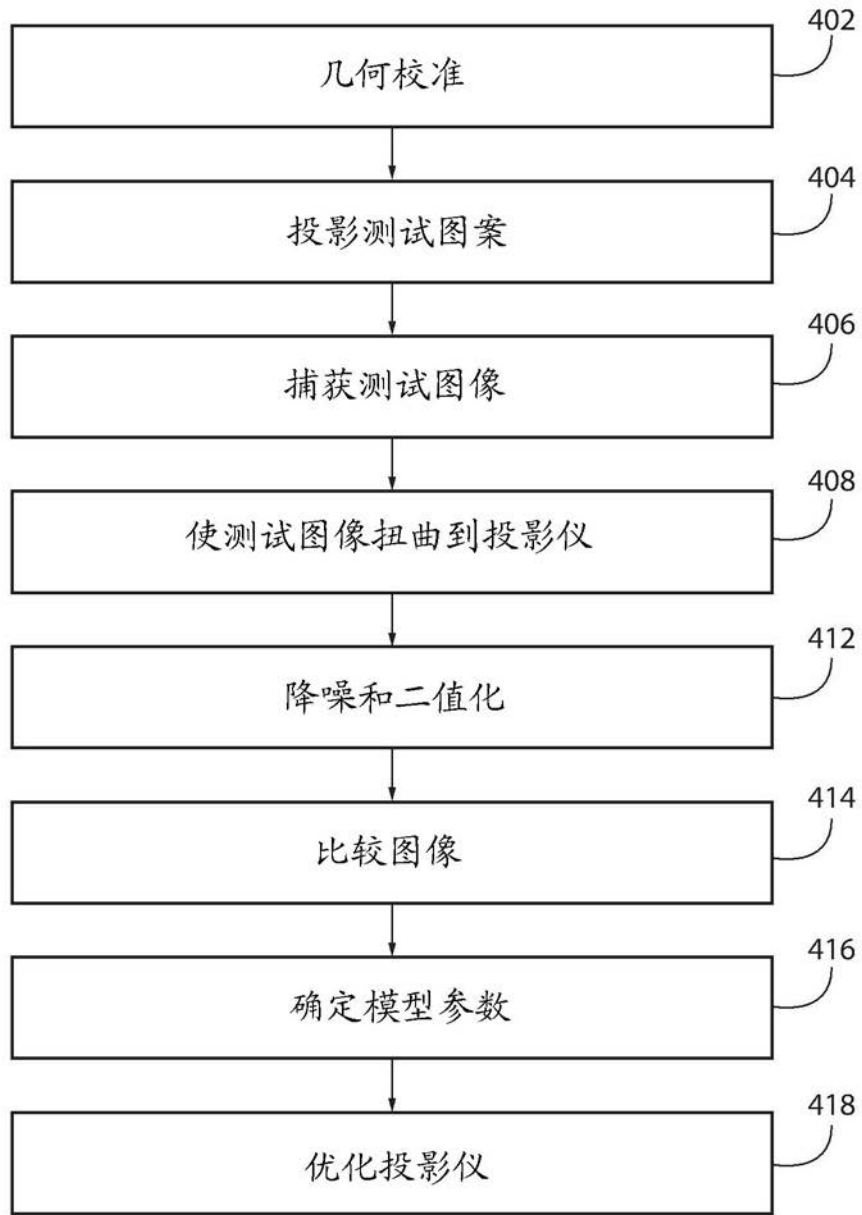 402
几何校准
404
投影测试图案
406
捕获测试图像
408
使测试图像扭曲到投影仪
412
降噪和二值化
414
比较图像
416
确定模型参数
418
优化投影仪